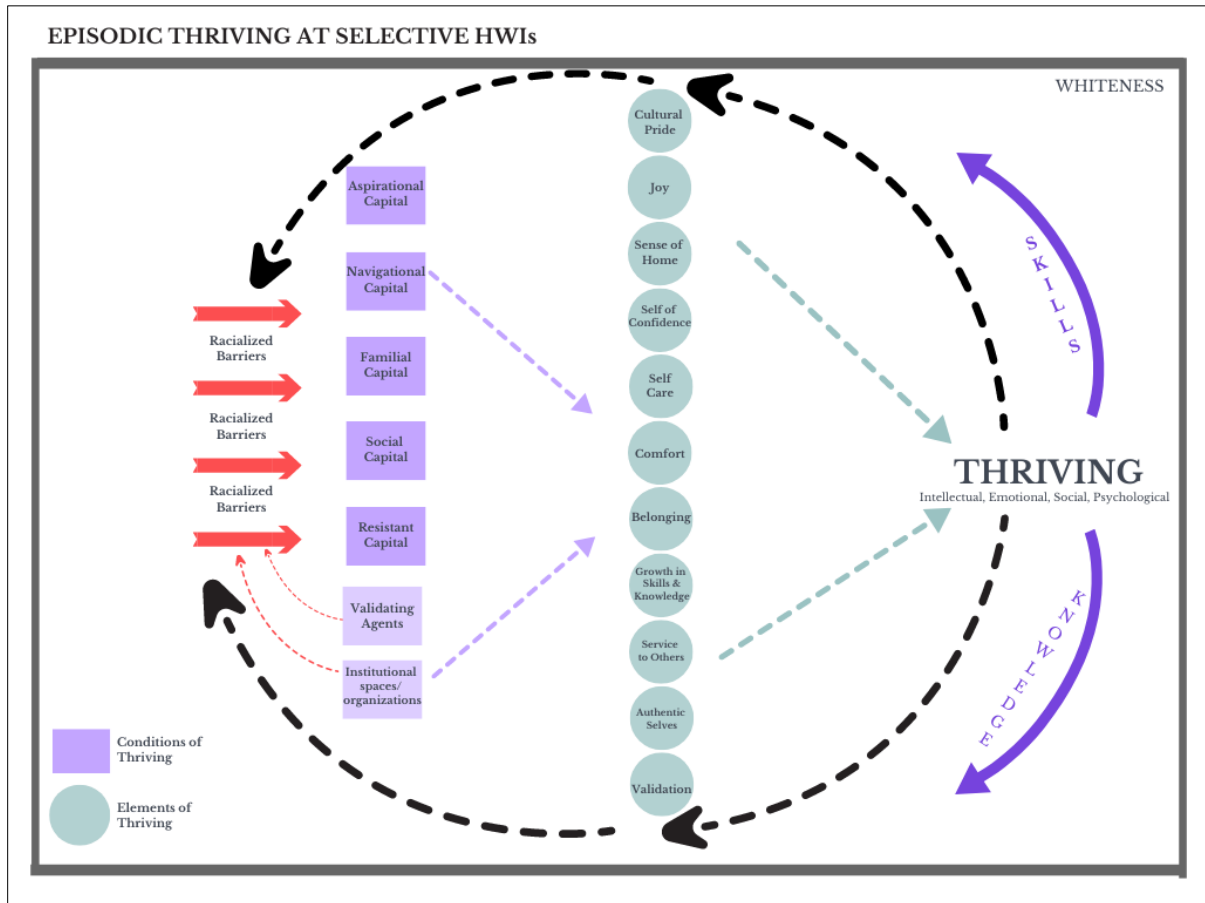 EPISODIC THRIVING AT SELECTIVE HWIs
WHITENESS
Racialized
Barriers
Racialized
Barriers
Racialized
Barriers
Aspirational
Capital
Navigational
Capital
Familial
Capital
Social
Capital
Resistant
Capital
Validating
Agents
Institutional
spaces/
organizations
Cultural
Pride
Joy
Sense of
Home
Self of
Confidence
Self
Care
Comfort
Belonging
Growth in
Skills &
Knowledge
Service
to Others
Authentic
Selves
Validation
SKILLS
THRIVING
Intellectual, Emotional, Social, Psychological
KNOWLEDGE
Conditions of
Thriving
Elements of
Thriving